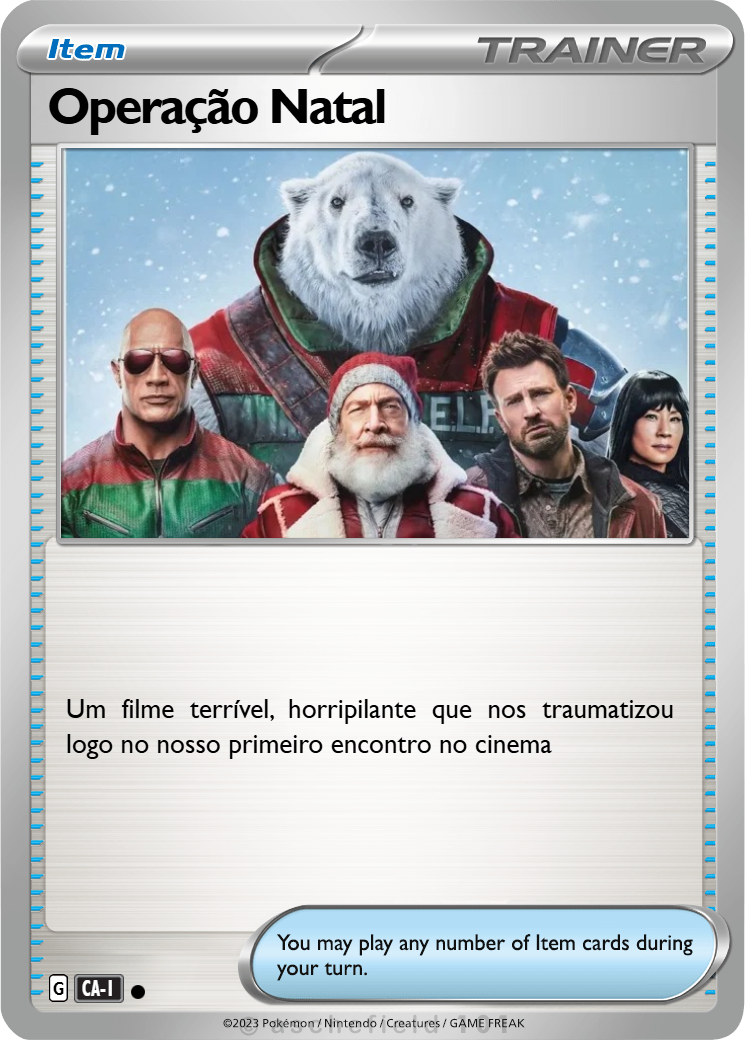 Item
TRAINER
Operação Natal
E.L.F
Um filme terrível, horripilante que nos traumatizou
logo no nosso primeiro encontro no cinema
You may play any number of Item cards during
your turn.
G CA-I
©2023 Pokémon / Nintendo / Creatures / GAME FREAK